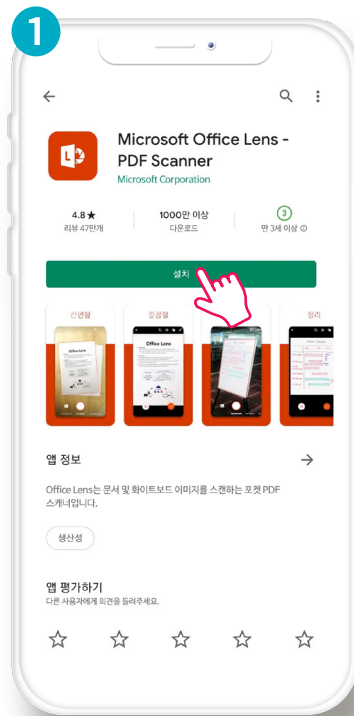 1
Microsoft Office Lens -
PDF Scanner
Microsoft Corporation
4.8★
리뷰 47만개
1000만 이상
다운로드
3
만 3세 이상
설치
간편함
깔끔함
정리
Office Lens
Office Lens
앱 정보
Office Lens는 문서 및 화이트보드 이미지를 스캔하는 포켓 PDF
스캐너입니다.
생산성
앱 평가하기
다른 사용자에게 의견을 들려주세요.